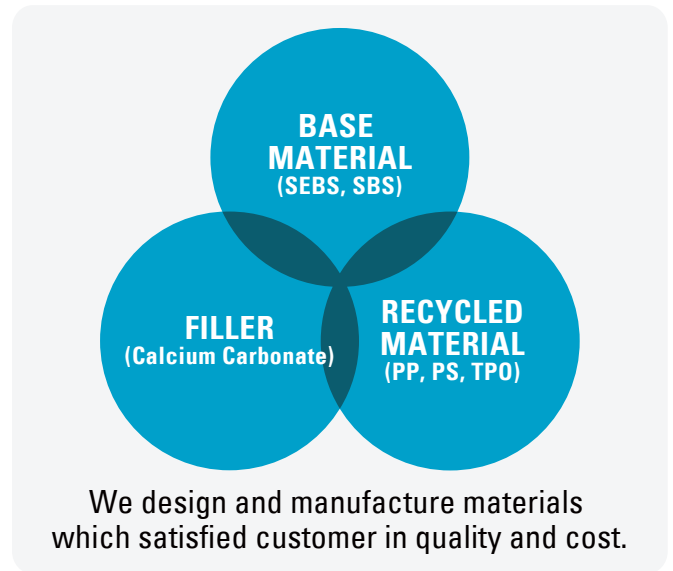 BASE
MATERIAL
(SEBS, SBS)
FILLER
(Calcium Carbonate)
RECYCLED
MATERIAL
(PP, PS, TPO)
We design and manufacture materials
which satisfied customer in quality and cost.